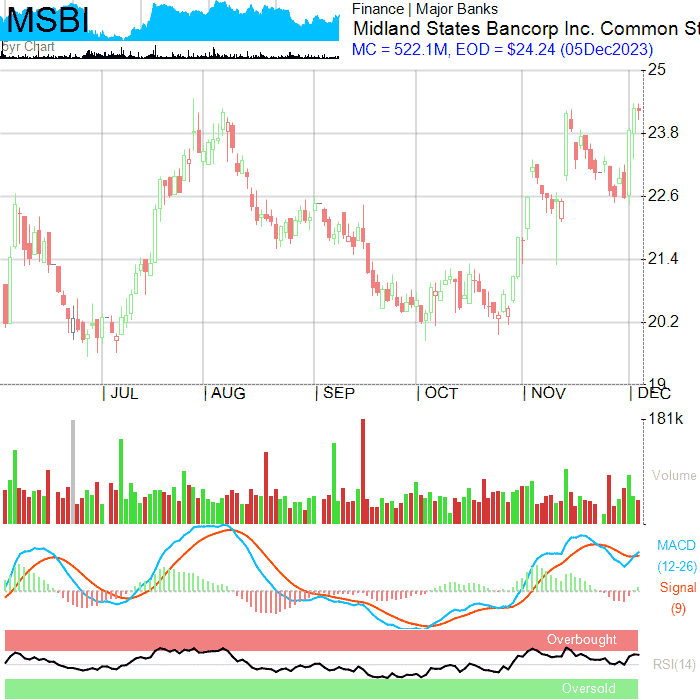 MSBI
5yr Chart
Finance | Major Banks
Midland States Bancorp Inc. Common St
MC = 522.1M, EOD = $24.24 (05Dec2023)
25
23.8
22.6
21.4
20.2
19
| JUL | AUG | SEP | OCT | NOV | DEC
181k
Volume
MACD
(12-26)
Signal
(9)
Overbought
RSI(14)
Oversold